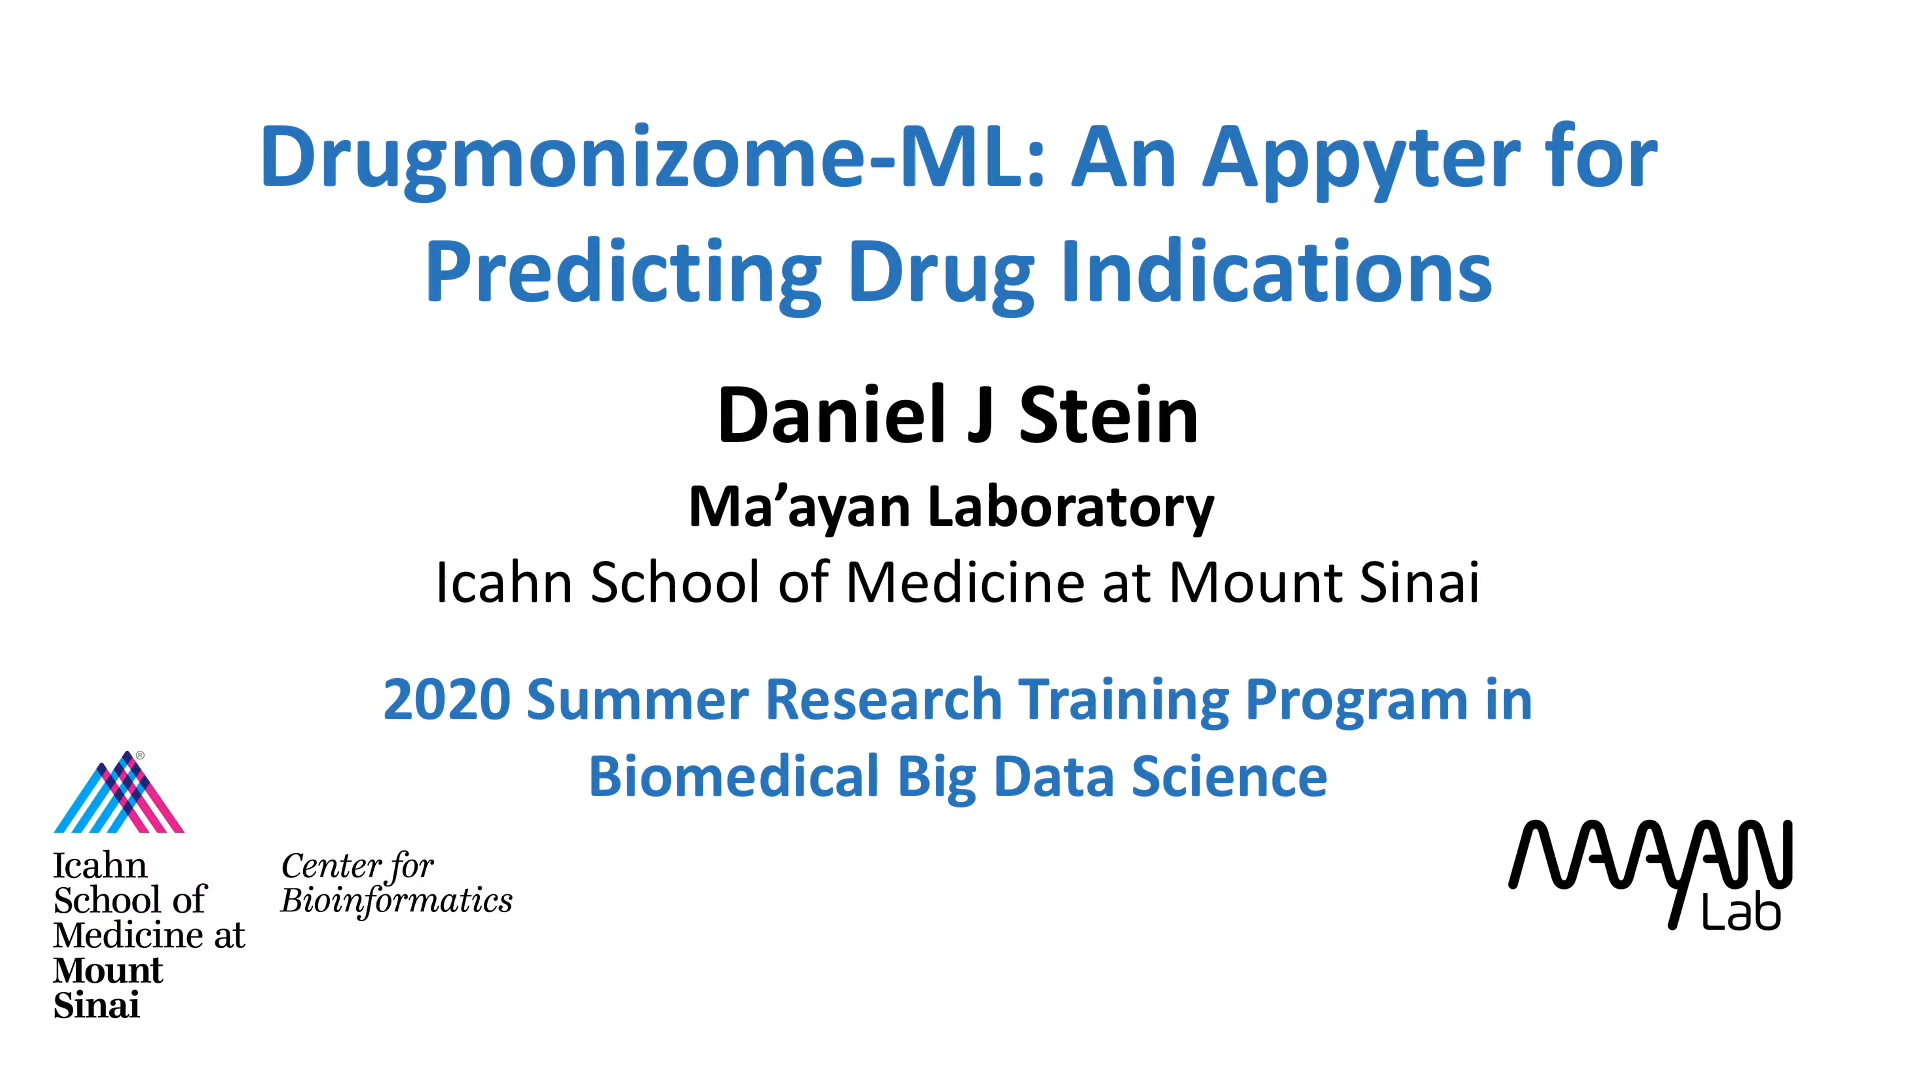 Drugmonizome-ML: An Appyter for
Predicting Drug Indications
Daniel J Stein
Ma’ayan Laboratory
Icahn School of Medicine at Mount Sinai
2020 Summer Research Training Program in
Biomedical Big Data Science
®
Icahn
School of
Medicine at
Mount
Sinai
Center for
Bioinformatics
MAAYAN
Lab